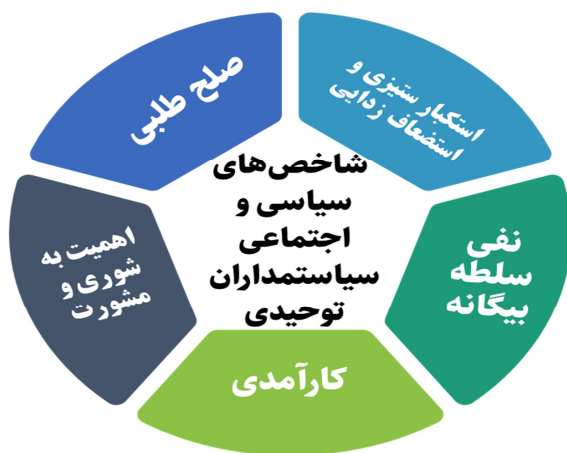 شاخص‌های
سیاسی و
اجتماعی
سیاستمداران
توحیدی
استکبار ستیزی و
استضعاف زدایی
نفی
سلطه
بیگانه
کارآمدی
اهمیت به
شوری و
مشورت
صلح طلبی